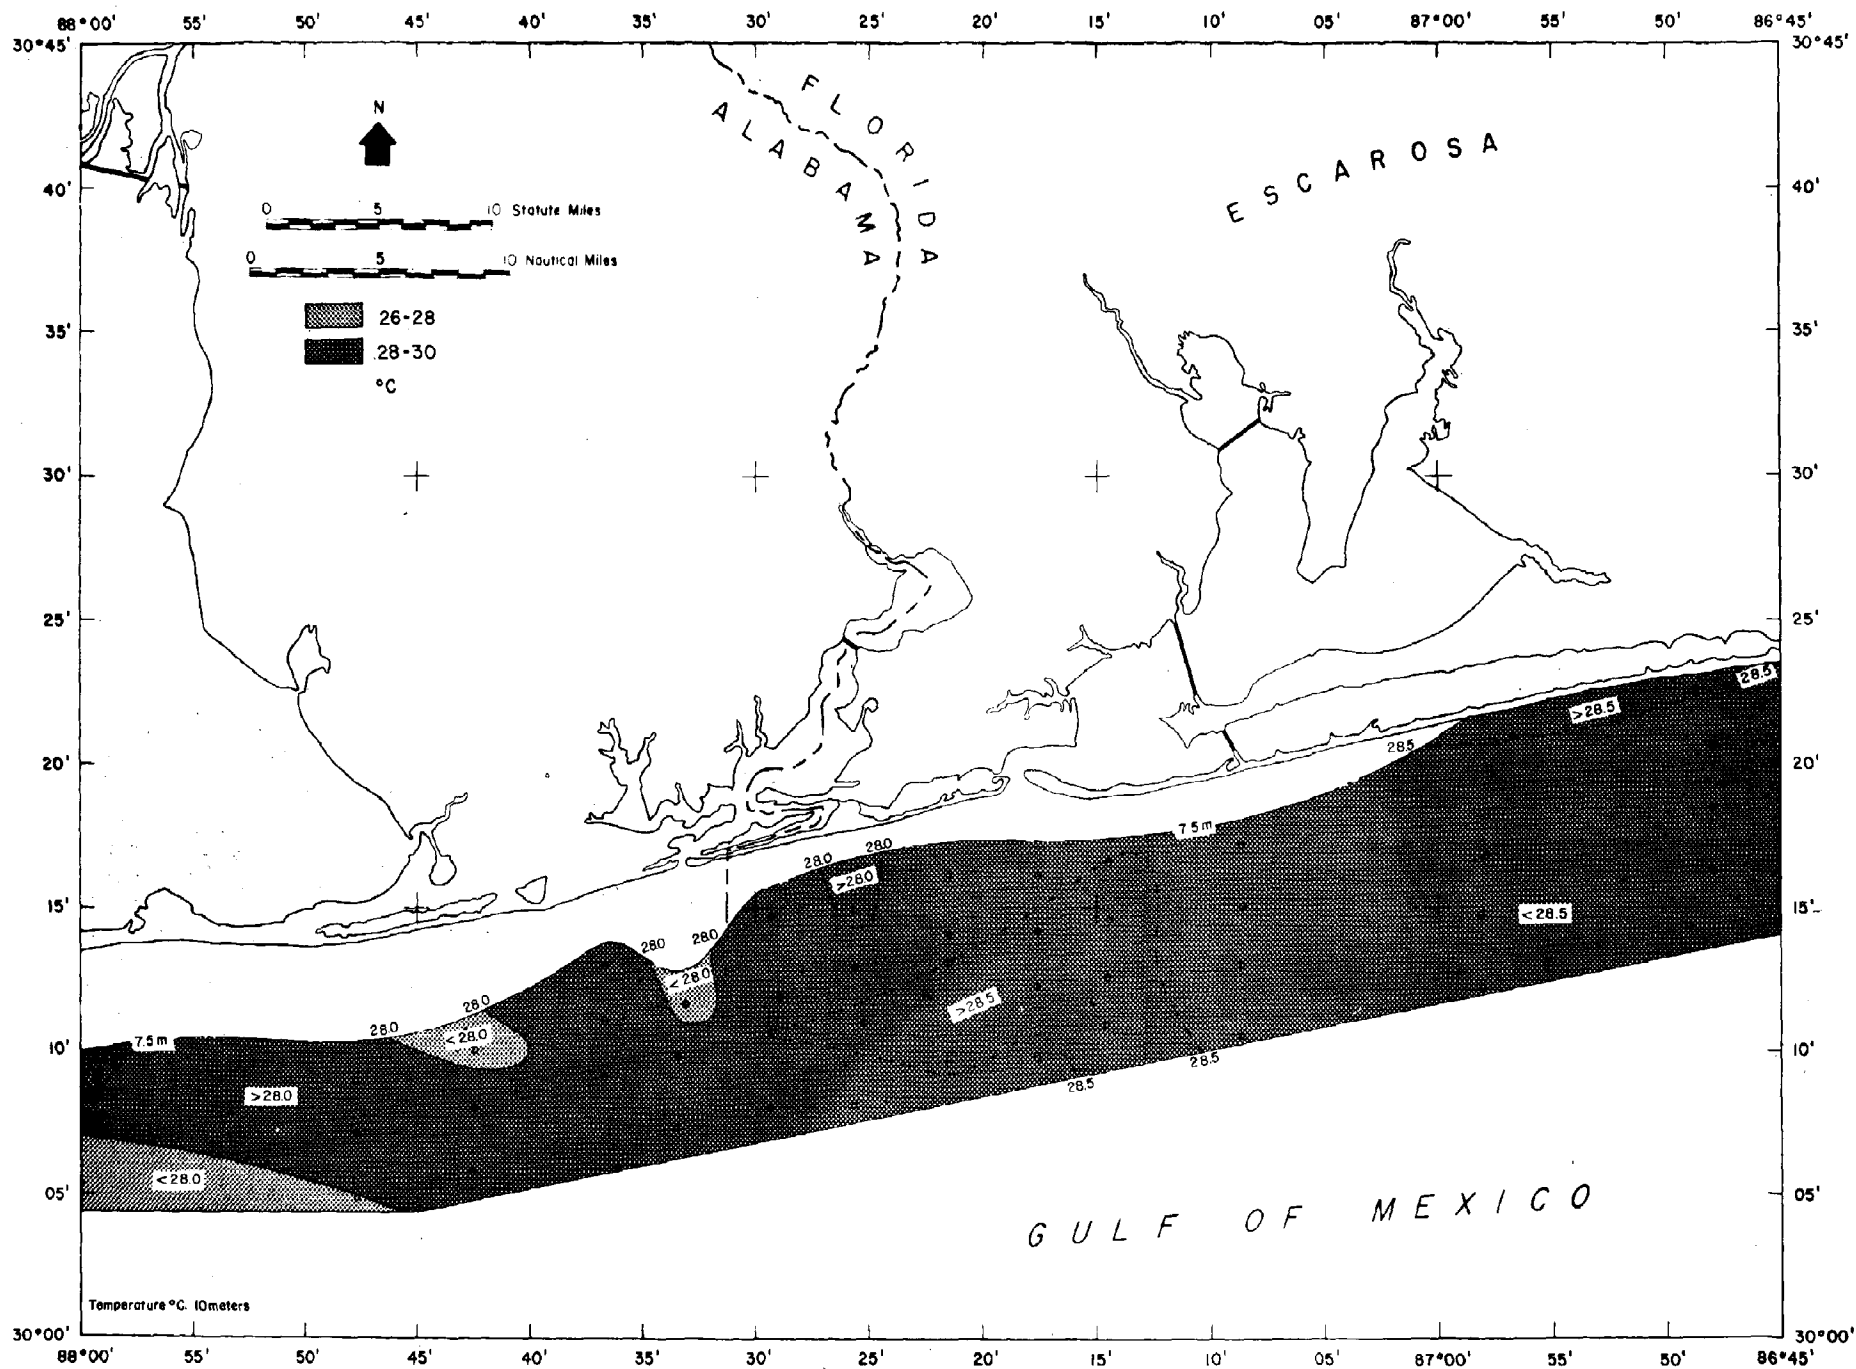 88°00' 55' 50' 45' 40' 35' 30' 25' 20' 15' 10' 05' 87°00' 55' 50' 86°45'
30°45' 30°45'
FLORIDA
ALABAMA
ESCAROSA
N
40' 40'
0 5 10 Statute Miles
0 5 10 Nautical Miles
26-28
28-30
°C
35' 35'
30' 30'
25' 25'
28.5
>28.5
28.5
20' 20'
7.5m
28.0 28.0
>28.0
15' 15'
<28.5
28.0 28.0
<28.0
28.0
>28.5
28.0
<28.0
7.5m
10' 10'
28.5
28.5
>28.0
<28.0
05' 05'
GULF OF MEXICO
Temperature °C. 10meters
30°00' 30°00'
88°00' 55' 50' 45' 40' 35' 30' 25' 20' 15' 10' 05' 87°00' 55' 50' 86°45'